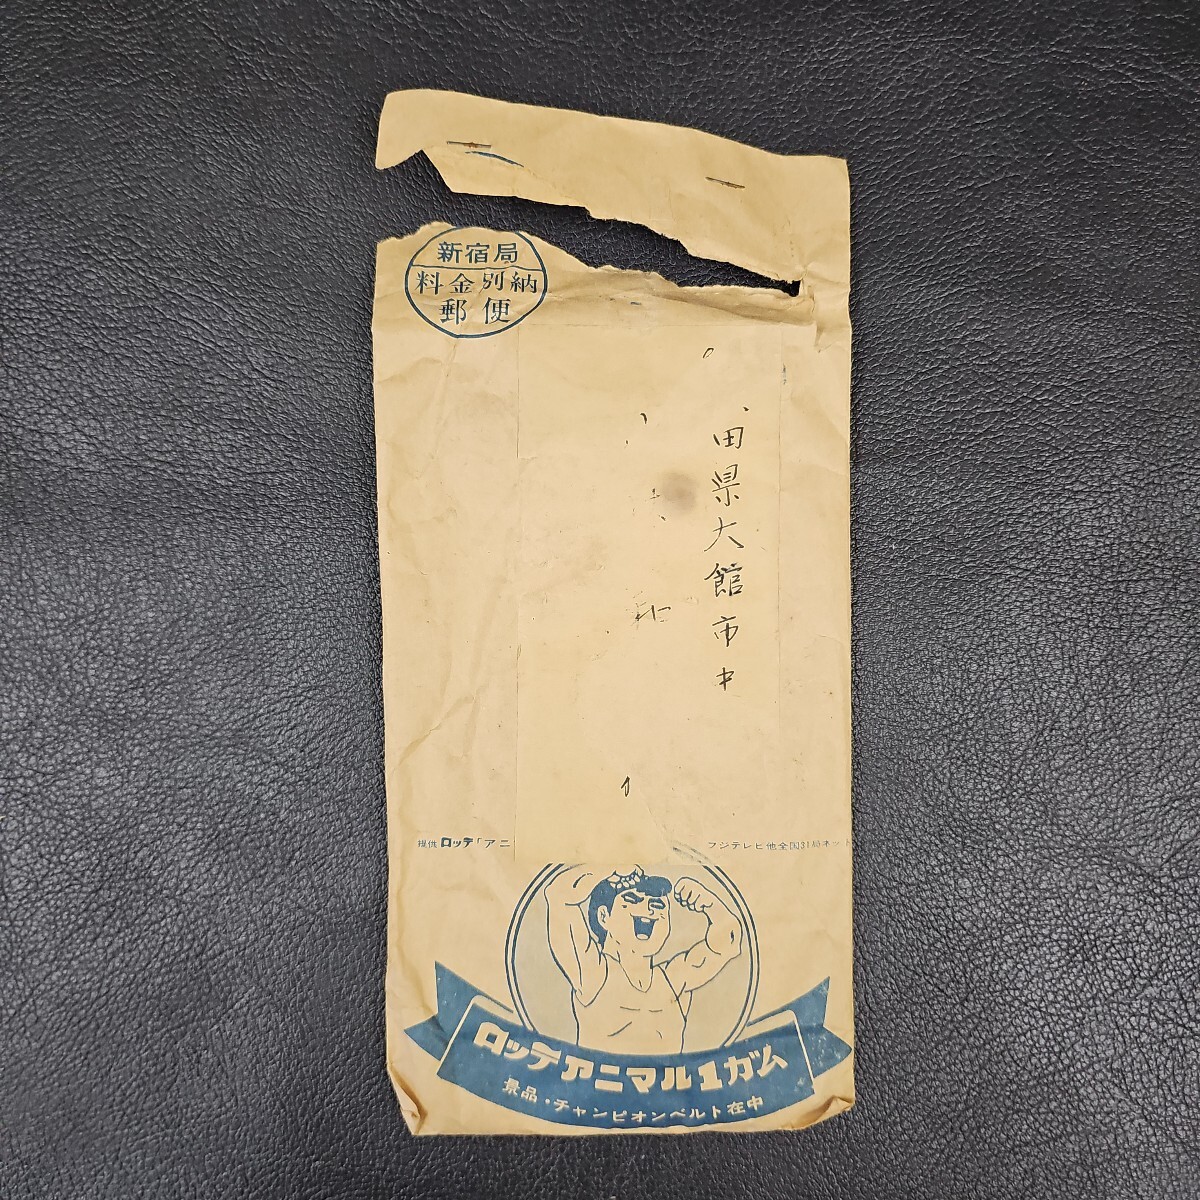 新宿局
料金別納
郵便
田県大館市
提供 ロッテ「アニ
フジテレビ他全国31局ネット
ロッテアニマル1ガム
景品・チャンピオンベルト在中